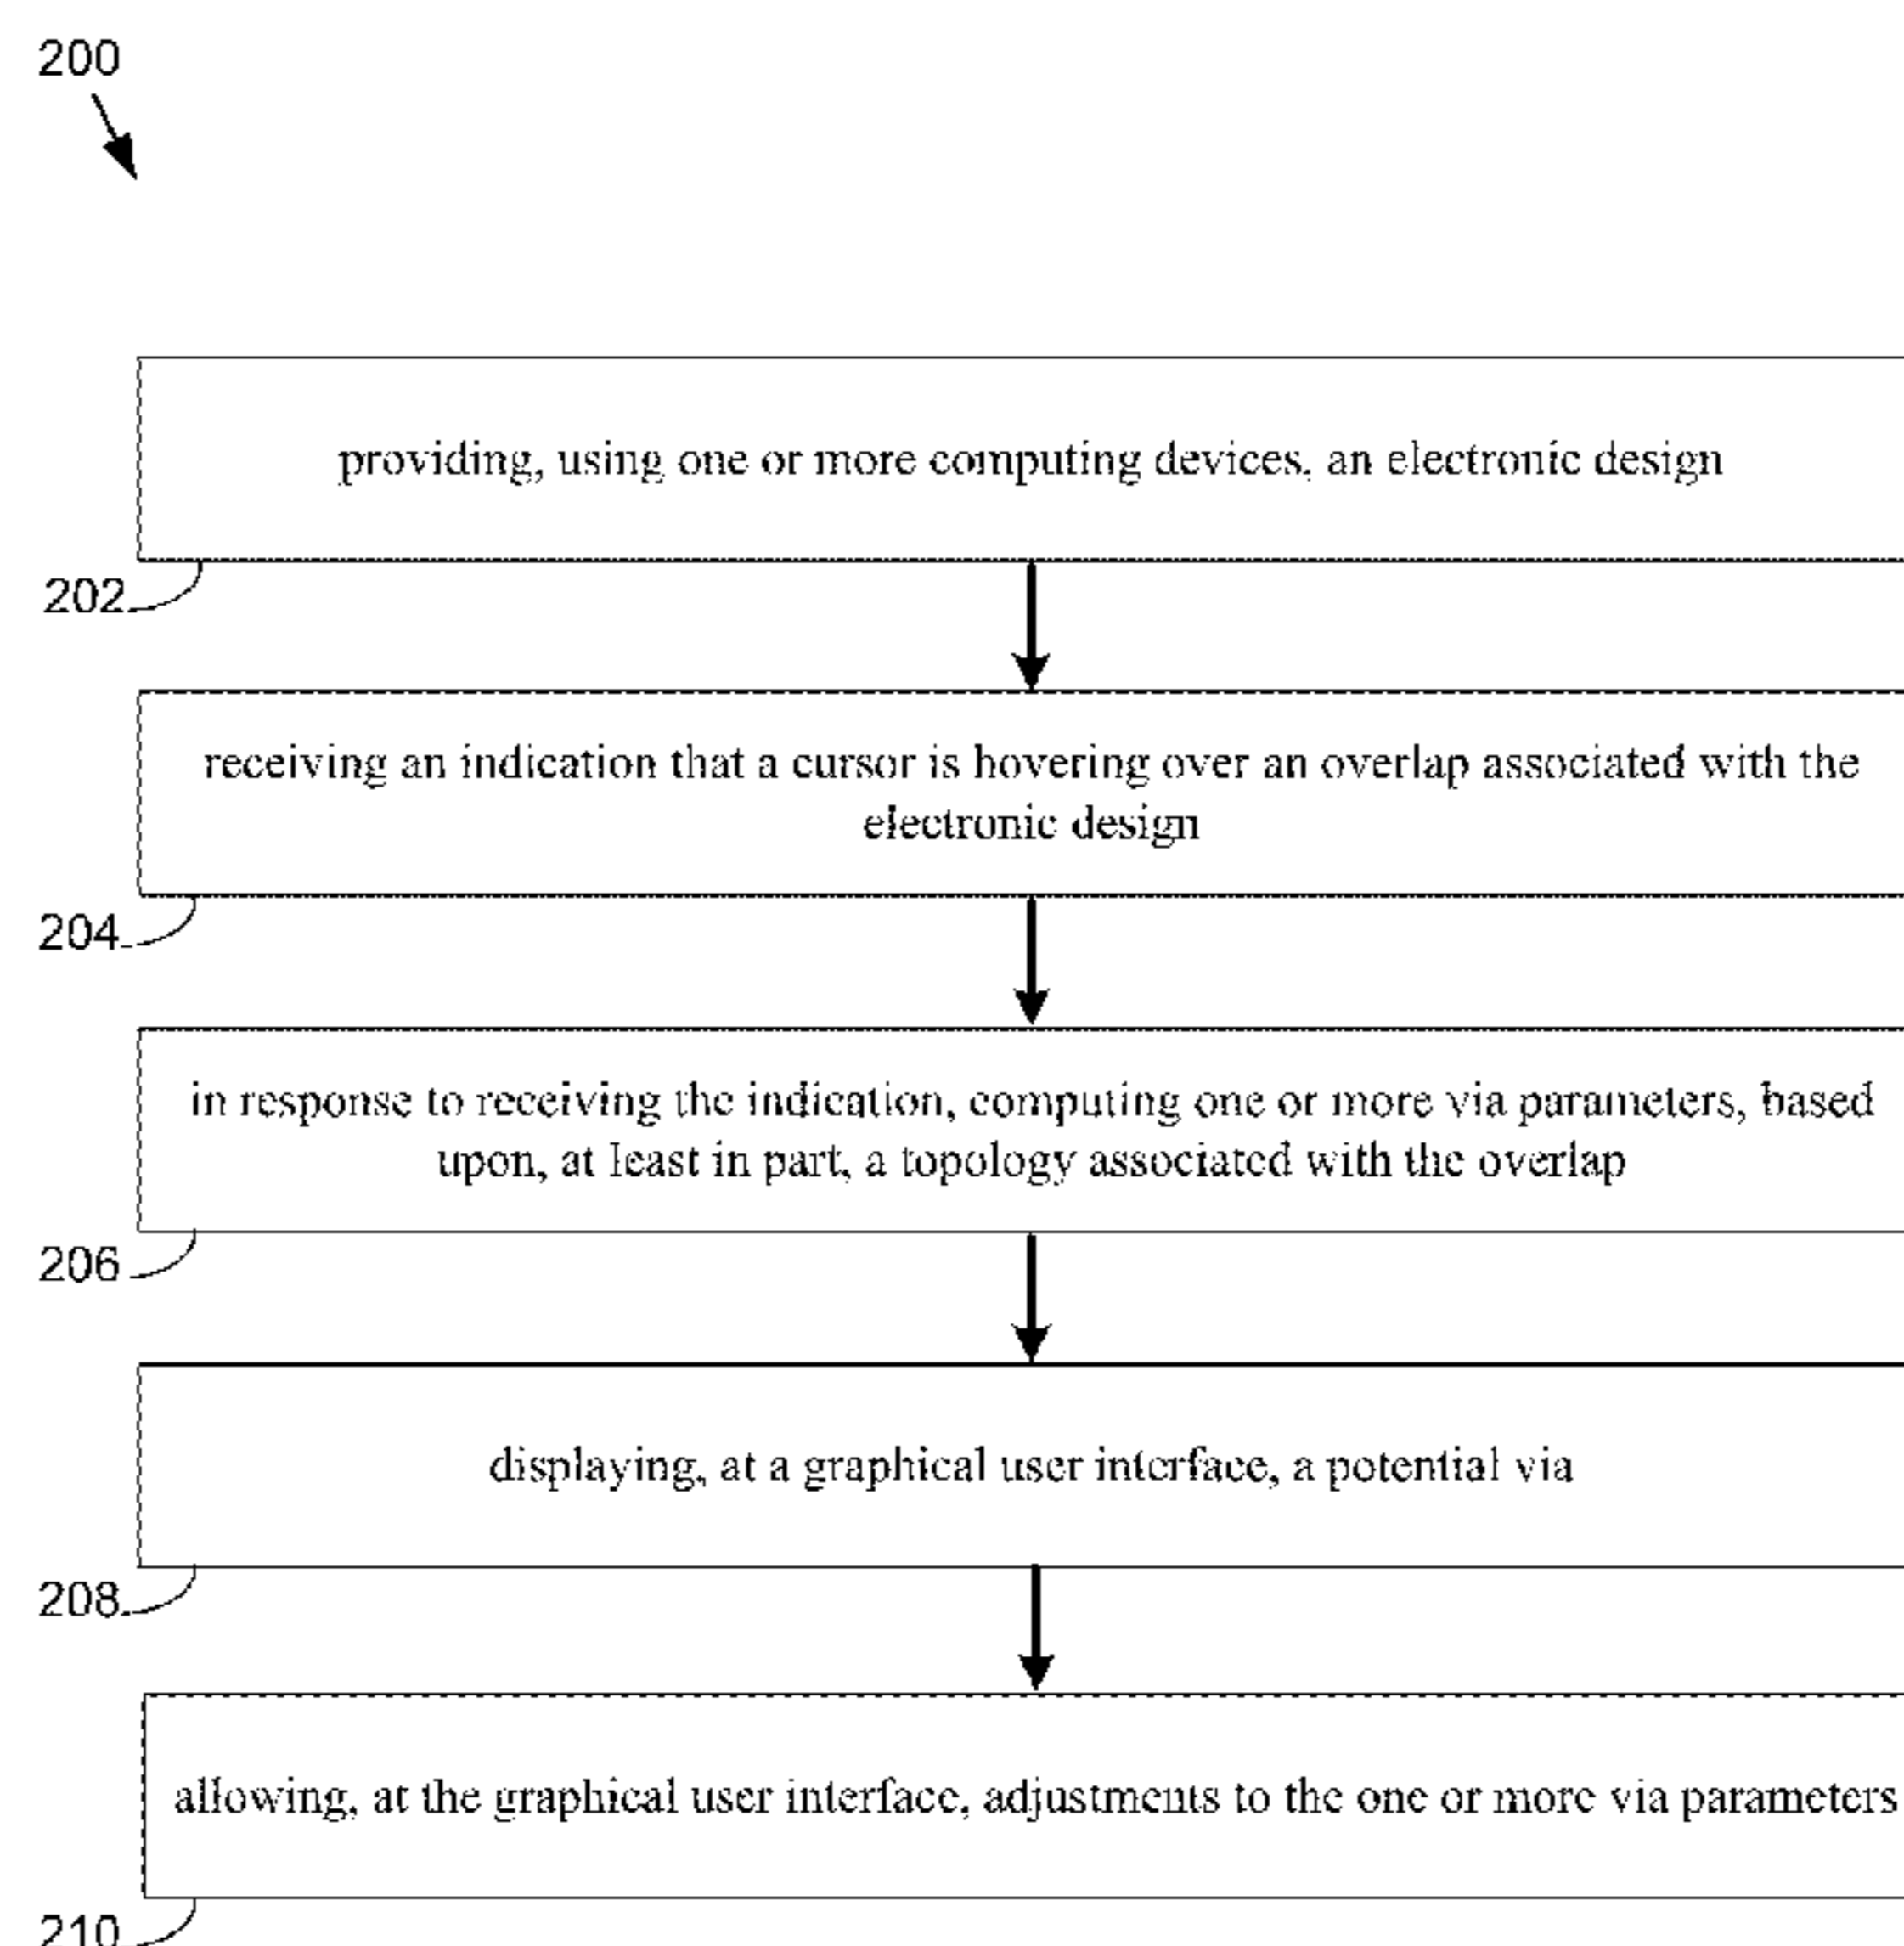 200
providing, using one or more computing devices, an electronic design
202
receiving an indication that a cursor is hovering over an overlap associated with the
electronic design
204
in response to receiving the indication, computing one or more via parameters, based
upon, at least in part, a topology associated with the overlap
206
displaying, at a graphical user interface, a potential via
208
allowing, at the graphical user interface, adjustments to the one or more via parameters
210